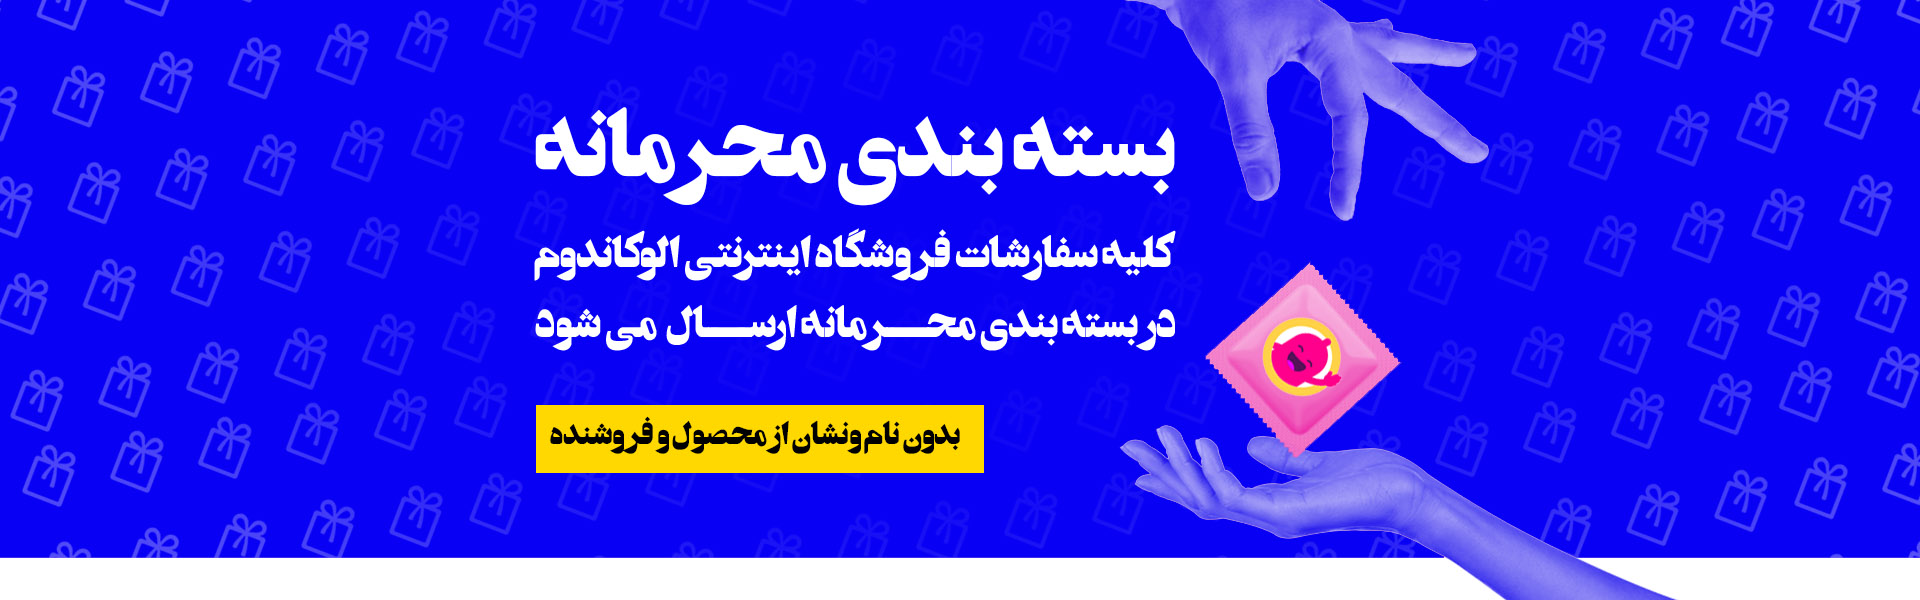 بسته بندی محرمانه
کلیه سفارشات فروشگاه اینترنتی الوکاندوم
در بسته بندی محـــرمانه ارســـال می شود
بدون نام ونشان از محصول و فروشنده